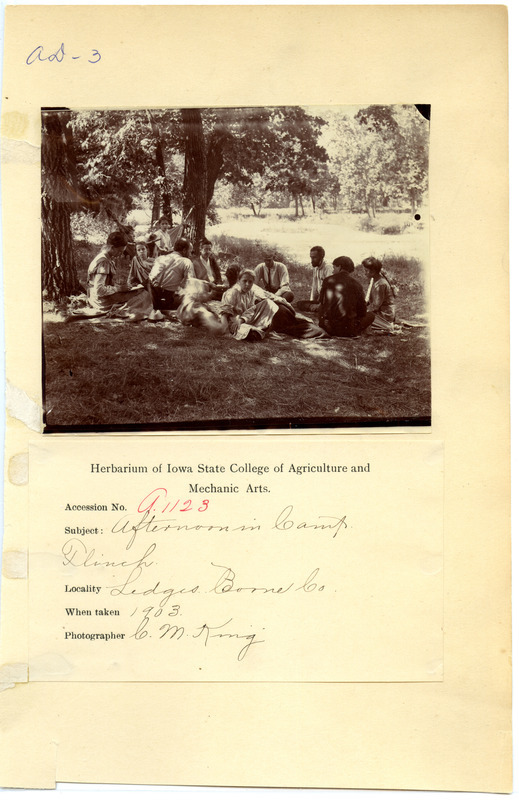 AD-3
Herbarium of Iowa State College of Agriculture and
Mechanic Arts.
Accession No. A.1123
Subject: Afternoon in Camp.
Flinch.
Locality Ledges. Boone Co.
When taken 1903.
Photographer C. M. King